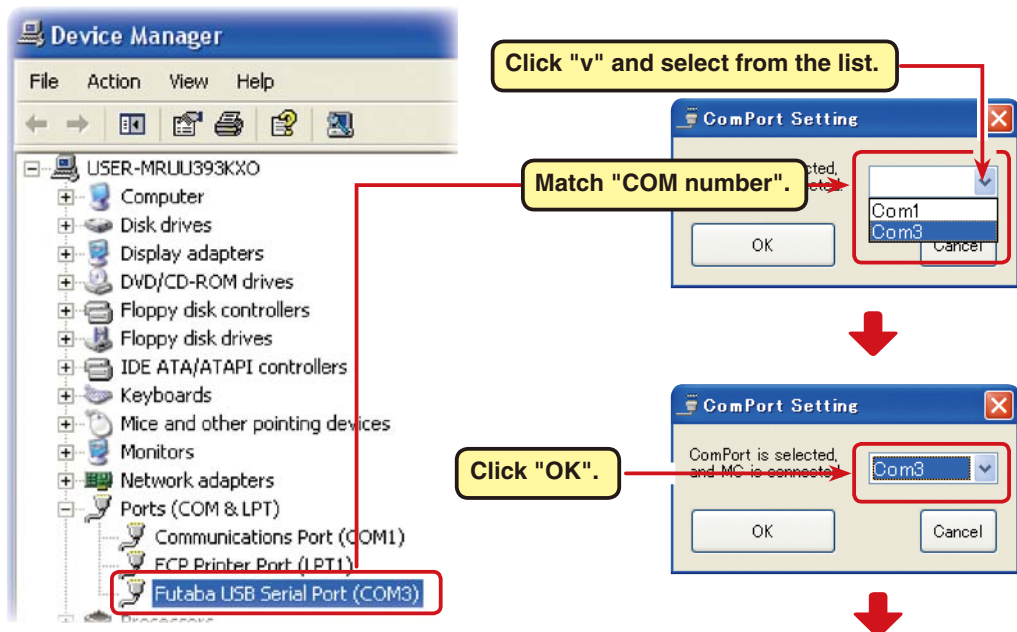 Device Manager
File Action View Help
USER-MRUU393KXO
Computer
Disk drives
Display adapters
DVD/CD-ROM drives
Floppy disk controllers
Floppy disk drives
IDE ATA/ATAPI controllers
Keyboards
Mice and other pointing devices
Monitors
Network adapters
Ports (COM & LPT)
Communications Port (COM1)
ECP Printer Port (LPT1)
Futaba USB Serial Port (COM3)
Processors
Click "v" and select from the list.
ComPort Setting
Match "COM number".
Com1
Com3
OK Cancel
ComPort Setting
ComPort is selected,
and MC is connected.
Com3
Click "OK".
OK Cancel